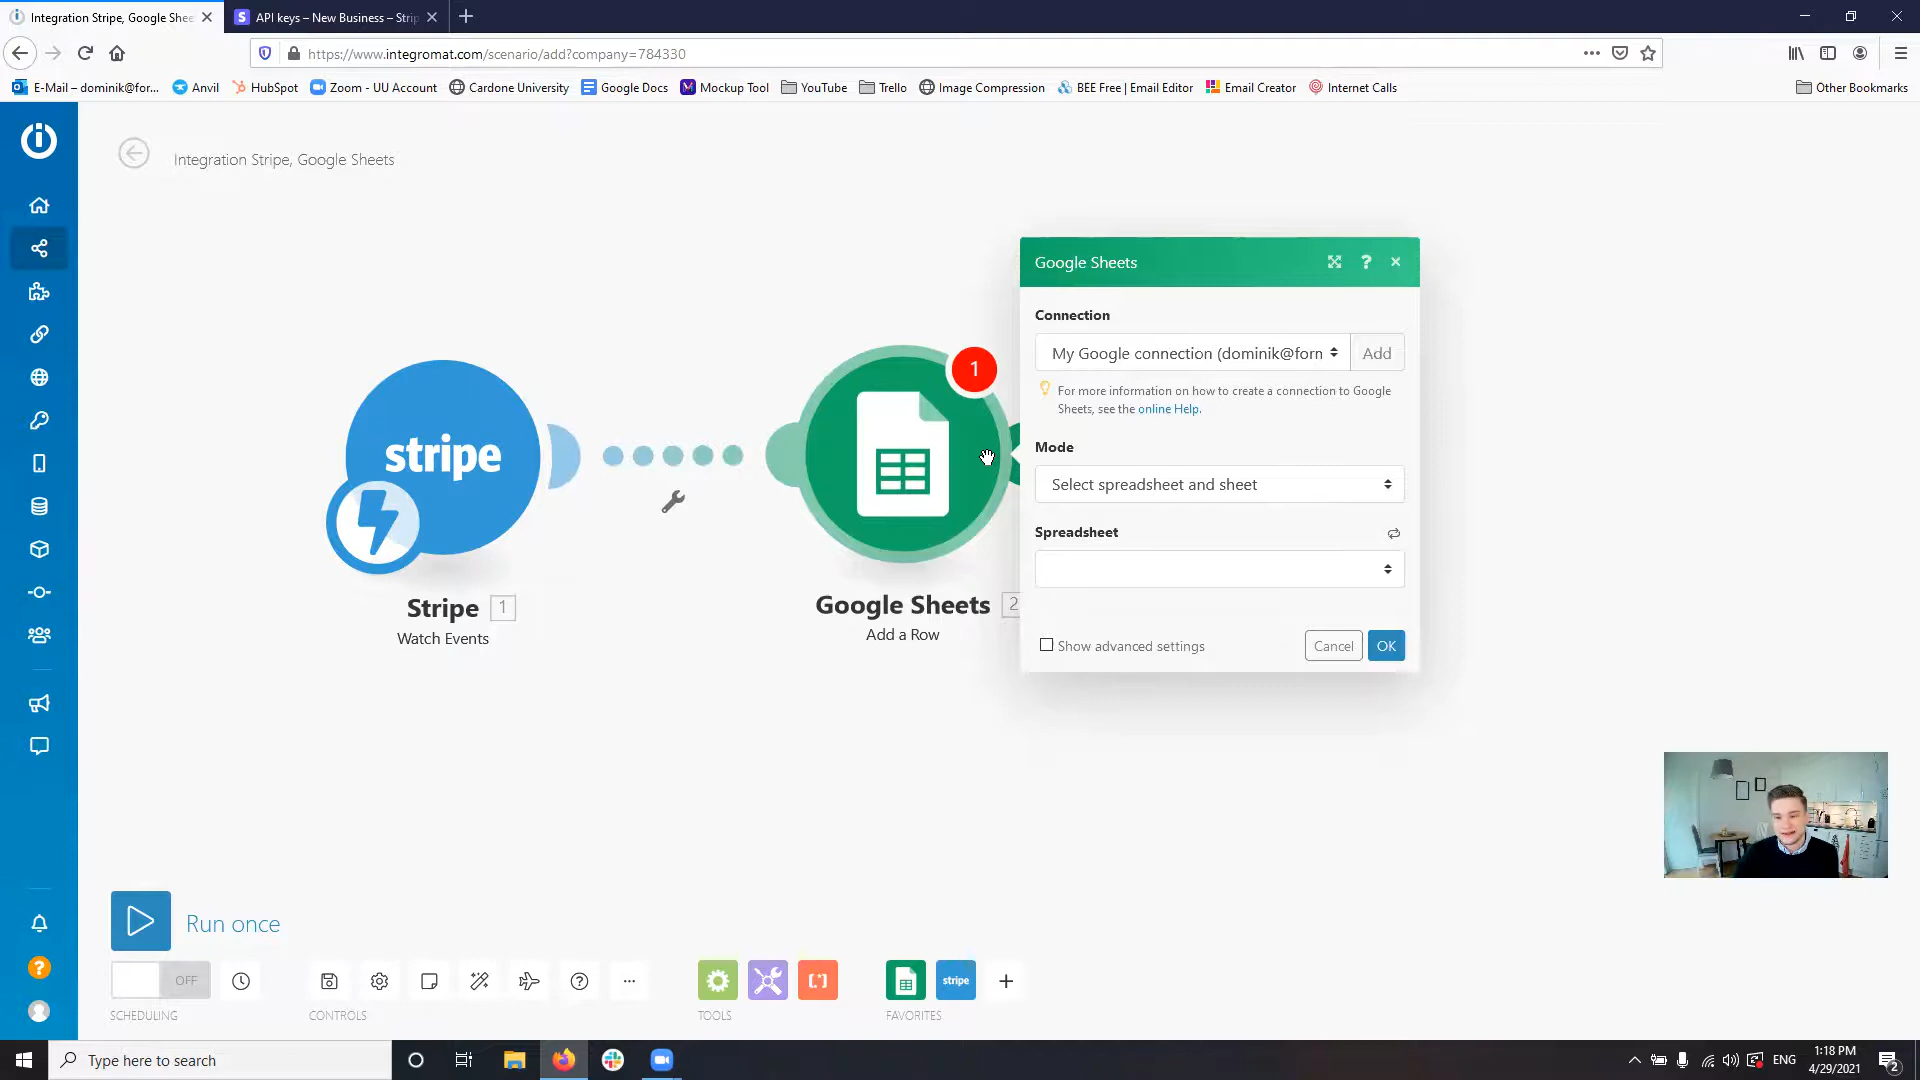 Integration Stripe, Google Shee
API keys – New Business – Strip
https://www.integromat.com/scenario/add?company=784330
E-Mail – dominik@for...
Anvil
HubSpot
Zoom - UU Account
Cardone University
Google Docs
Mockup Tool
YouTube
Trello
Image Compression
BEE Free | Email Editor
Email Creator
Internet Calls
Other Bookmarks
Integration Stripe, Google Sheets
Google Sheets
?
Connection
My Google connection (dominik@forn
Add
For more information on how to create a connection to Google
Sheets, see the online Help.
Mode
Select spreadsheet and sheet
Spreadsheet
Show advanced settings
Cancel
OK
1
stripe
Stripe 1
Watch Events
Google Sheets 2
Add a Row
Run once
OFF
SCHEDULING
CONTROLS
TOOLS
stripe
FAVORITES
Type here to search
ENG
1:18 PM
4/29/2021
2